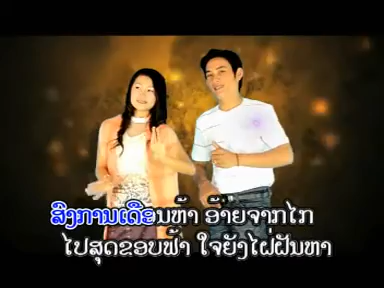 ສົງການເດືອນຫ້າ ອ້າຍຈາກໄກ
ໄປສຸດຂອບຟ້າ ໃຈຍັງໄຝ່ຝັນຫາ